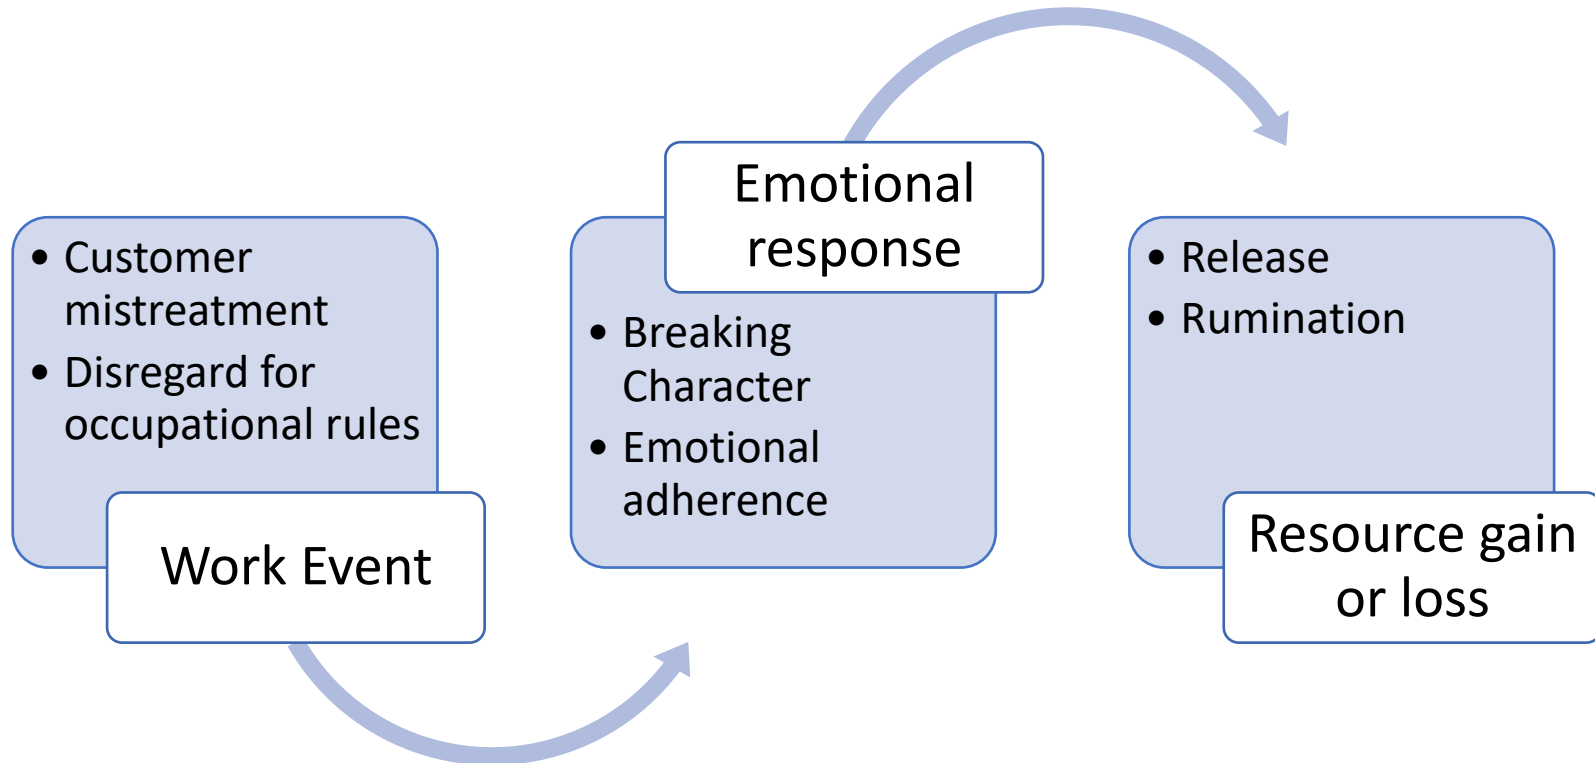 • Customer
mistreatment
• Disregard for
occupational rules
Work Event
Emotional
response
• Breaking
Character
• Emotional
adherence
• Release
• Rumination
Resource gain
or loss